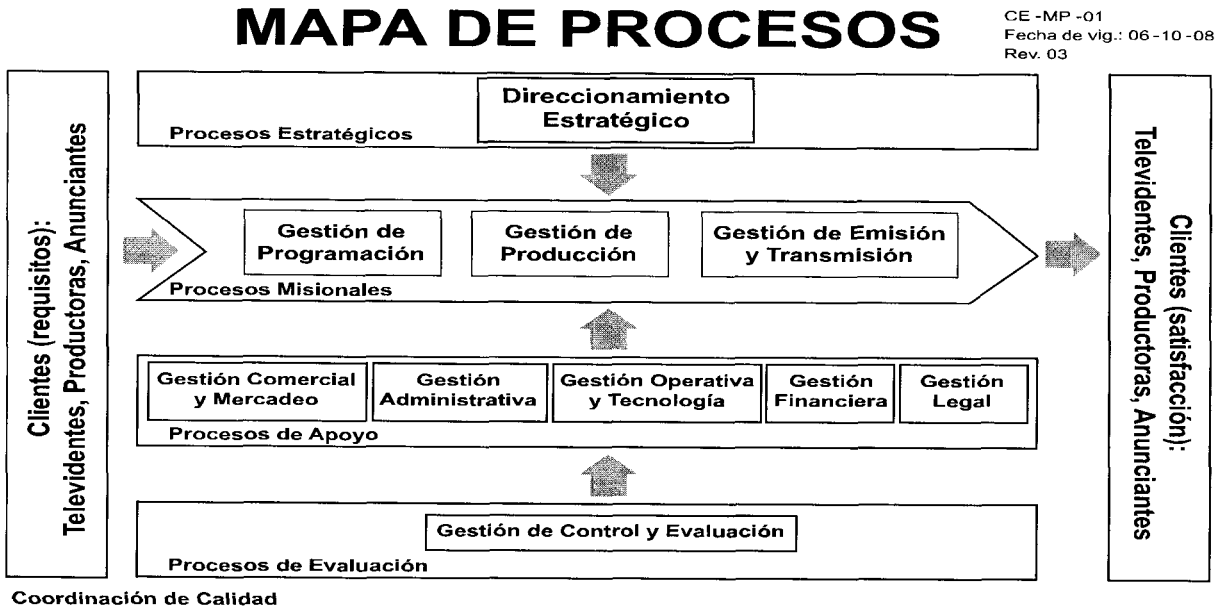 MAPA DE PROCESOS
CE -MP -01
Fecha de vig.: 06 -10 -08
Rev. 03
Clientes (requisitos):
Televidentes, Productoras, Anunciantes
Direccionamiento
Estratégico
Procesos Estratégicos
Gestión de
Programación
Gestión de
Producción
Gestión de Emisión
y Transmisión
Procesos Misionales
Gestión Comercial
y Mercadeo
Gestión
Administrativa
Gestión Operativa
y Tecnología
Gestión
Financiera
Gestión
Legal
Procesos de Apoyo
Gestión de Control y Evaluación
Procesos de Evaluación
Clientes (satisfacción):
Televidentes, Productoras, Anunciantes
Coordinación de Calidad